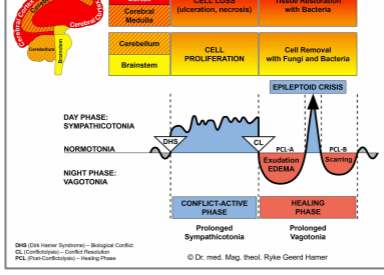 Cortex
CELL LOSS
(ulceration, necrosis)
Tissue Restoration
with Bacteria
Cerebral
Medulla
Cerebral Cortex
Cerebellum
Brainstem
Cerebellum
Brainstem
CELL
PROLIFERATION
Cell Removal
with Fungi and Bacteria
EPILEPTOID CRISIS
DAY PHASE:
SYMPATHICOTONIA
DHS
CL
PCL-A
PCL-B
NORMOTONIA
Exudation
EDEMA
Scarring
NIGHT PHASE:
VAGOTONIA
CONFLICT-ACTIVE
PHASE
HEALING
PHASE
Prolonged
Sympathicotonia
Prolonged
Vagotonia
DHS (Dirk Hamer Syndrome) – Biological Conflict
CL (Conflictolysis) – Conflict Resolution
PCL (Post-Conflictolysis) – Healing Phase
© Dr. med. Mag. theol. Ryke Geerd Hamer